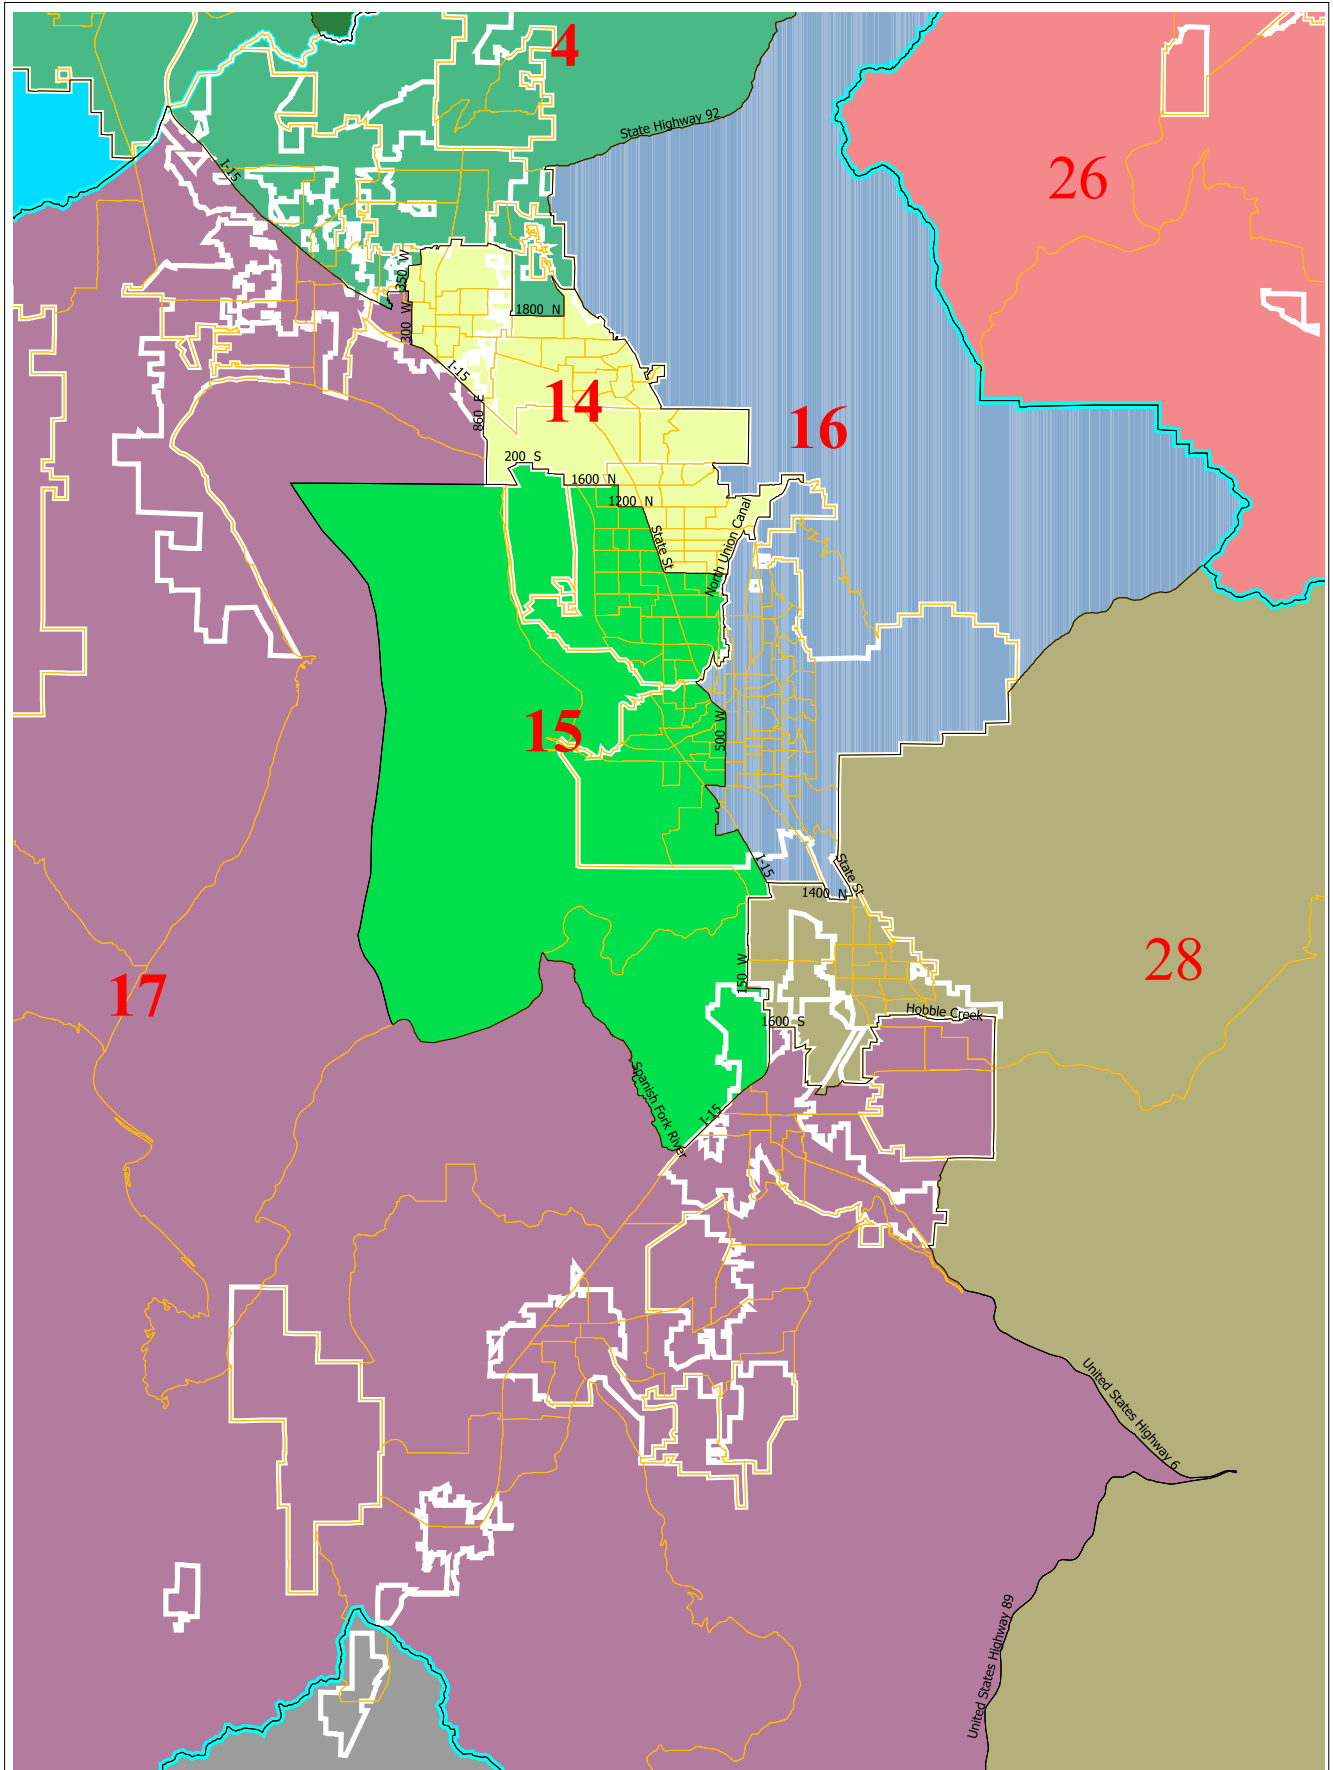 4
State Highway 92
I-15
26
350 W
1800 N
300 W
I-15
14
860 E
16
200 S
1600 N
1200 N
State St
North Union Canal
15
500 W
I-15
State St
1400 N
28
17
150 W
Hobble Creek
1600 S
Spanish Fork River
I-15
United States Highway 6
United States Highway 89